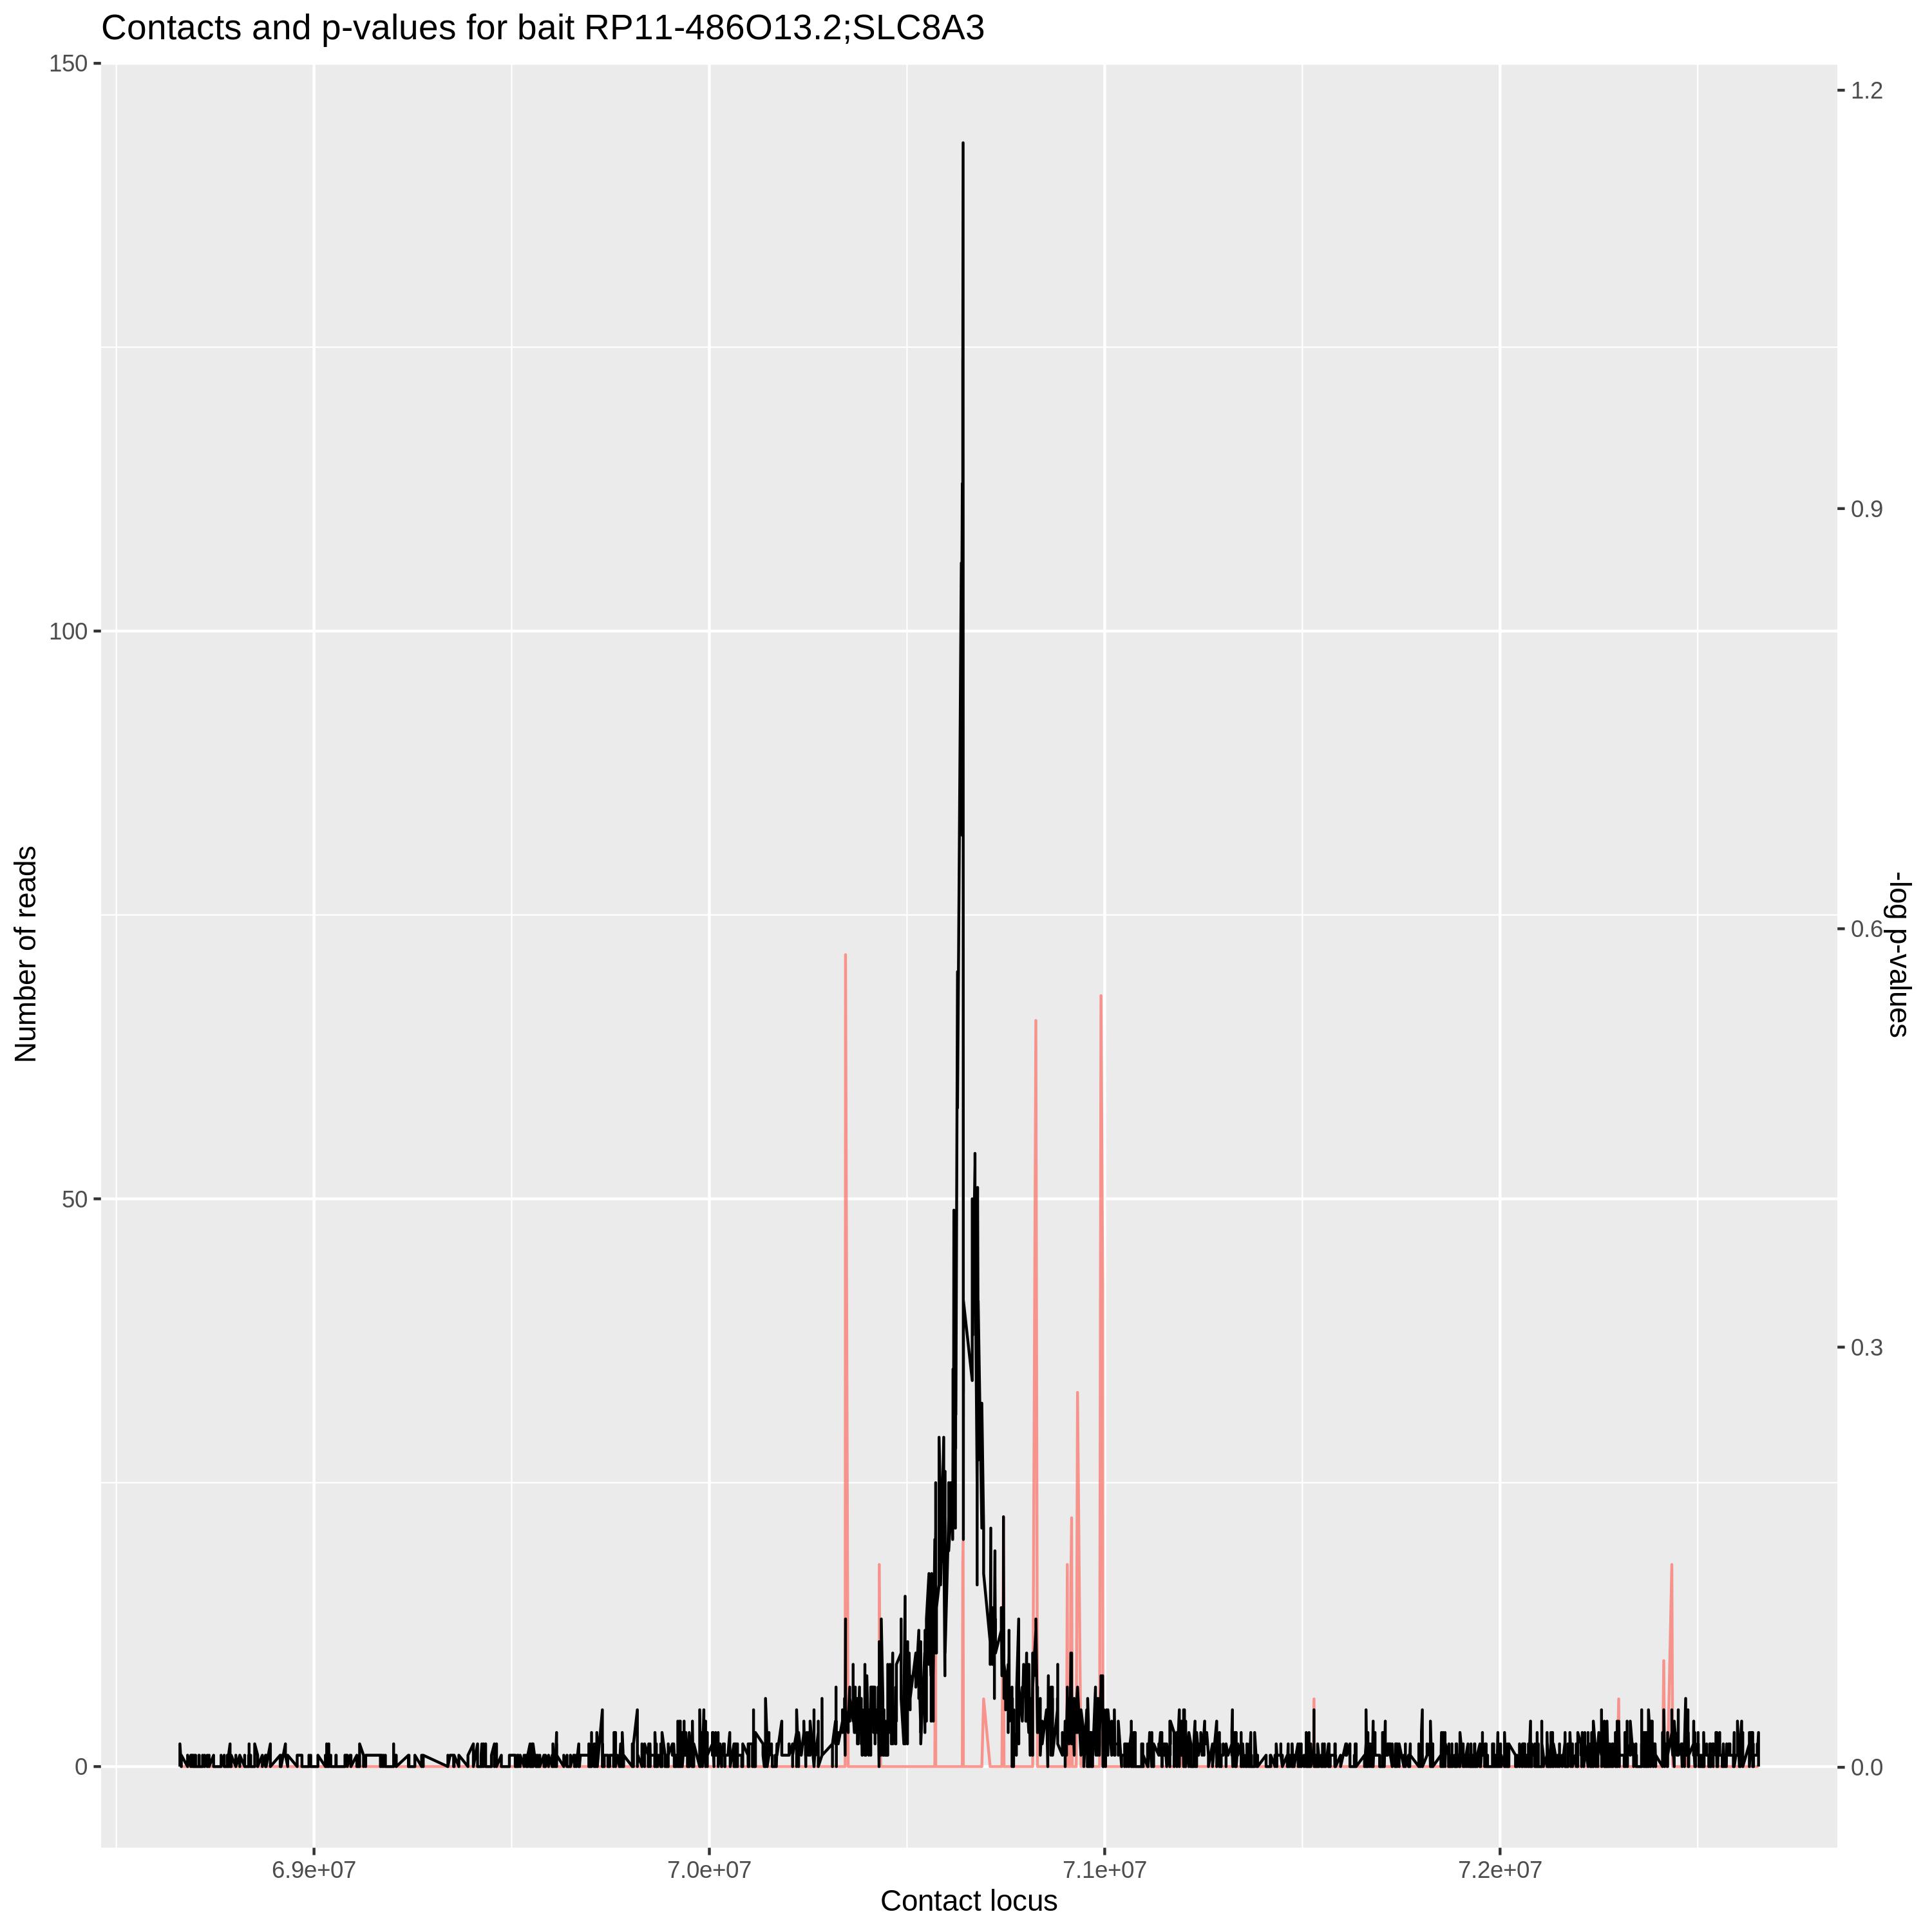 Contacts and p-values for bait RP11-486O13.2;SLC8A3
150
100
50
0
Number of reads
1.2
0.9
0.6
0.3
0.0
-log p-values
6.9e+07
7.0e+07
7.1e+07
7.2e+07
Contact locus